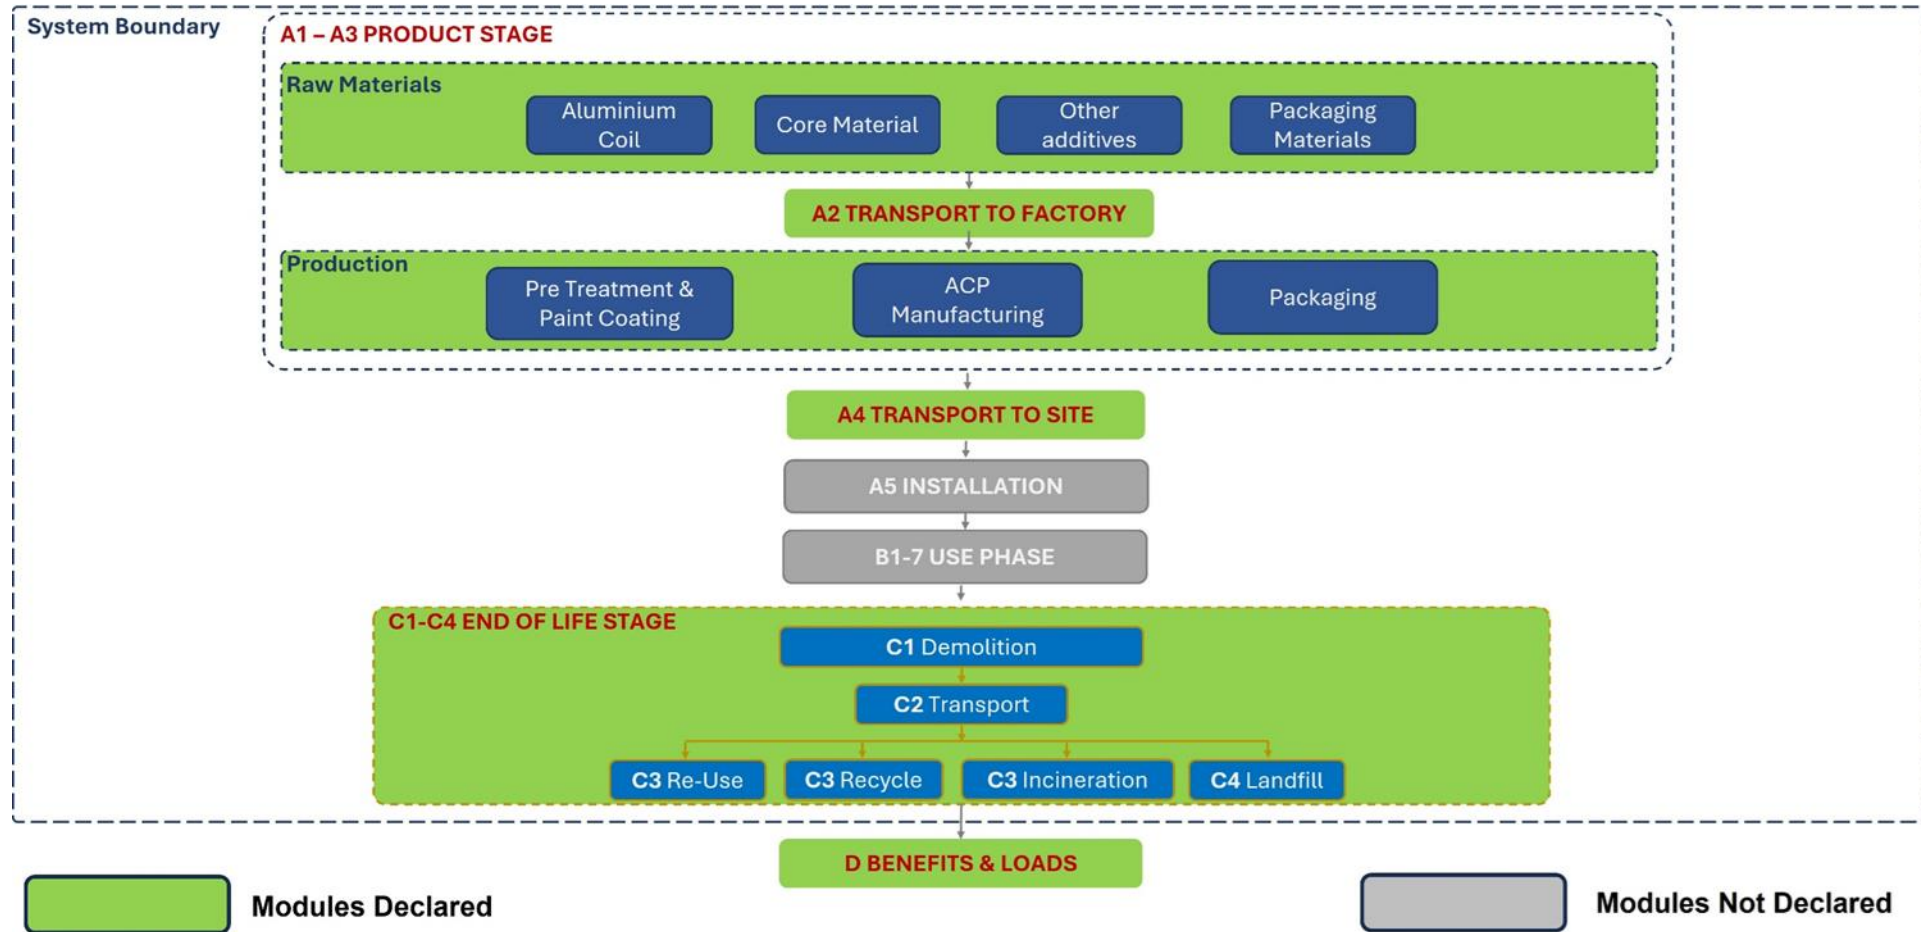 System Boundary
A1 – A3 PRODUCT STAGE
Raw Materials
Aluminium
Coil
Core Material
Other
additives
Packaging
Materials
A2 TRANSPORT TO FACTORY
Production
Pre Treatment &
Paint Coating
ACP
Manufacturing
Packaging
A4 TRANSPORT TO SITE
A5 INSTALLATION
B1-7 USE PHASE
C1-C4 END OF LIFE STAGE
C1 Demolition
C2 Transport
C3 Re-Use
C3 Recycle
C3 Incineration
C4 Landfill
D BENEFITS & LOADS
Modules Declared
Modules Not Declared